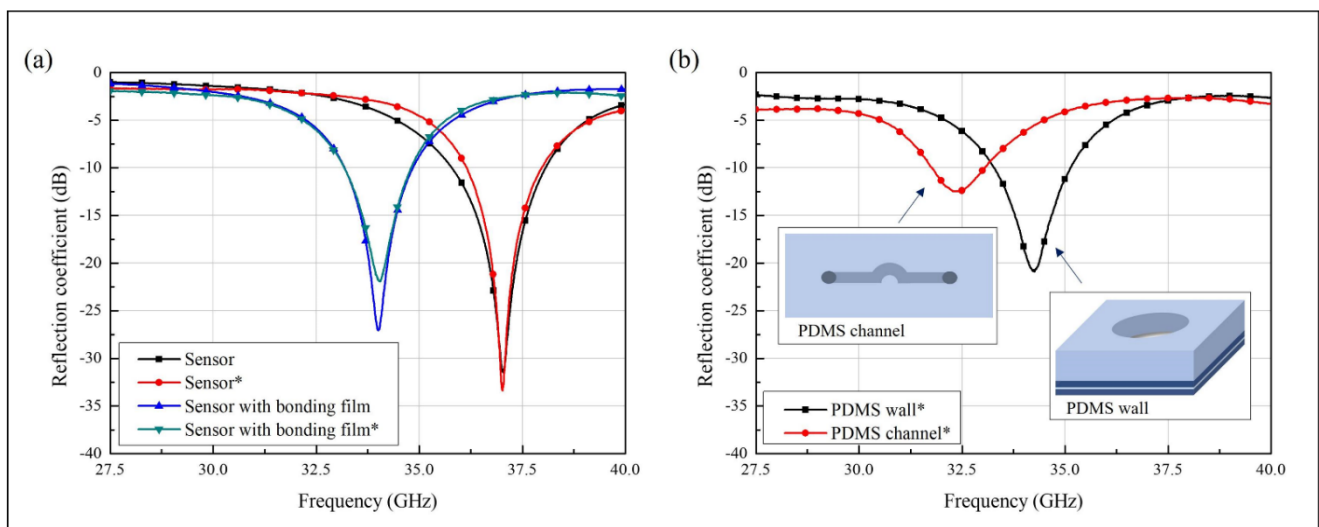 (a)
Reflection coefficient (dB)
0
-5
-10
-15
-20
-25
-30
-35
-40
27.5 30.0 32.5 35.0 37.5 40.0
Frequency (GHz)
Sensor
Sensor*
Sensor with bonding film
Sensor with bonding film*
(b)
Reflection coefficient (dB)
0
-5
-10
-15
-20
-25
-30
-35
-40
27.5 30.0 32.5 35.0 37.5 40.0
Frequency (GHz)
PDMS channel
PDMS wall
PDMS wall*
PDMS channel*